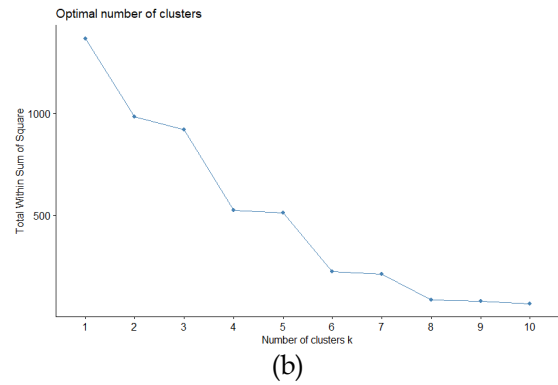 Optimal number of clusters
Total Within Sum of Square
1000
500
1 2 3 4 5 6 7 8 9 10
Number of clusters k
(b)